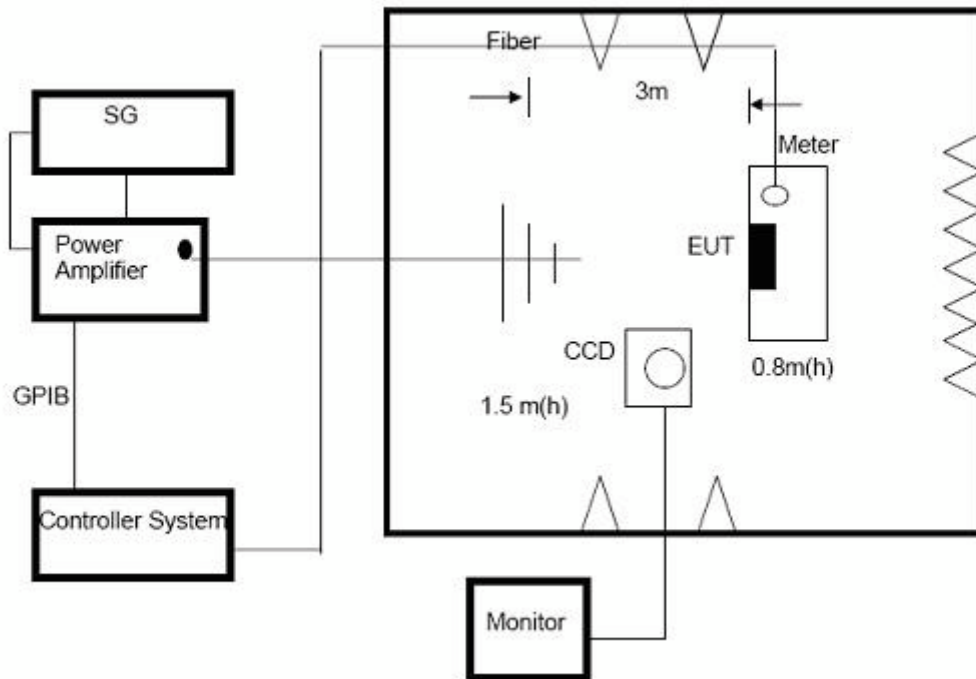 Fiber
3m
SG
Meter
Power
Amplifier
EUT
CCD
0.8m(h)
GPIB
1.5 m(h)
Controller System
Monitor